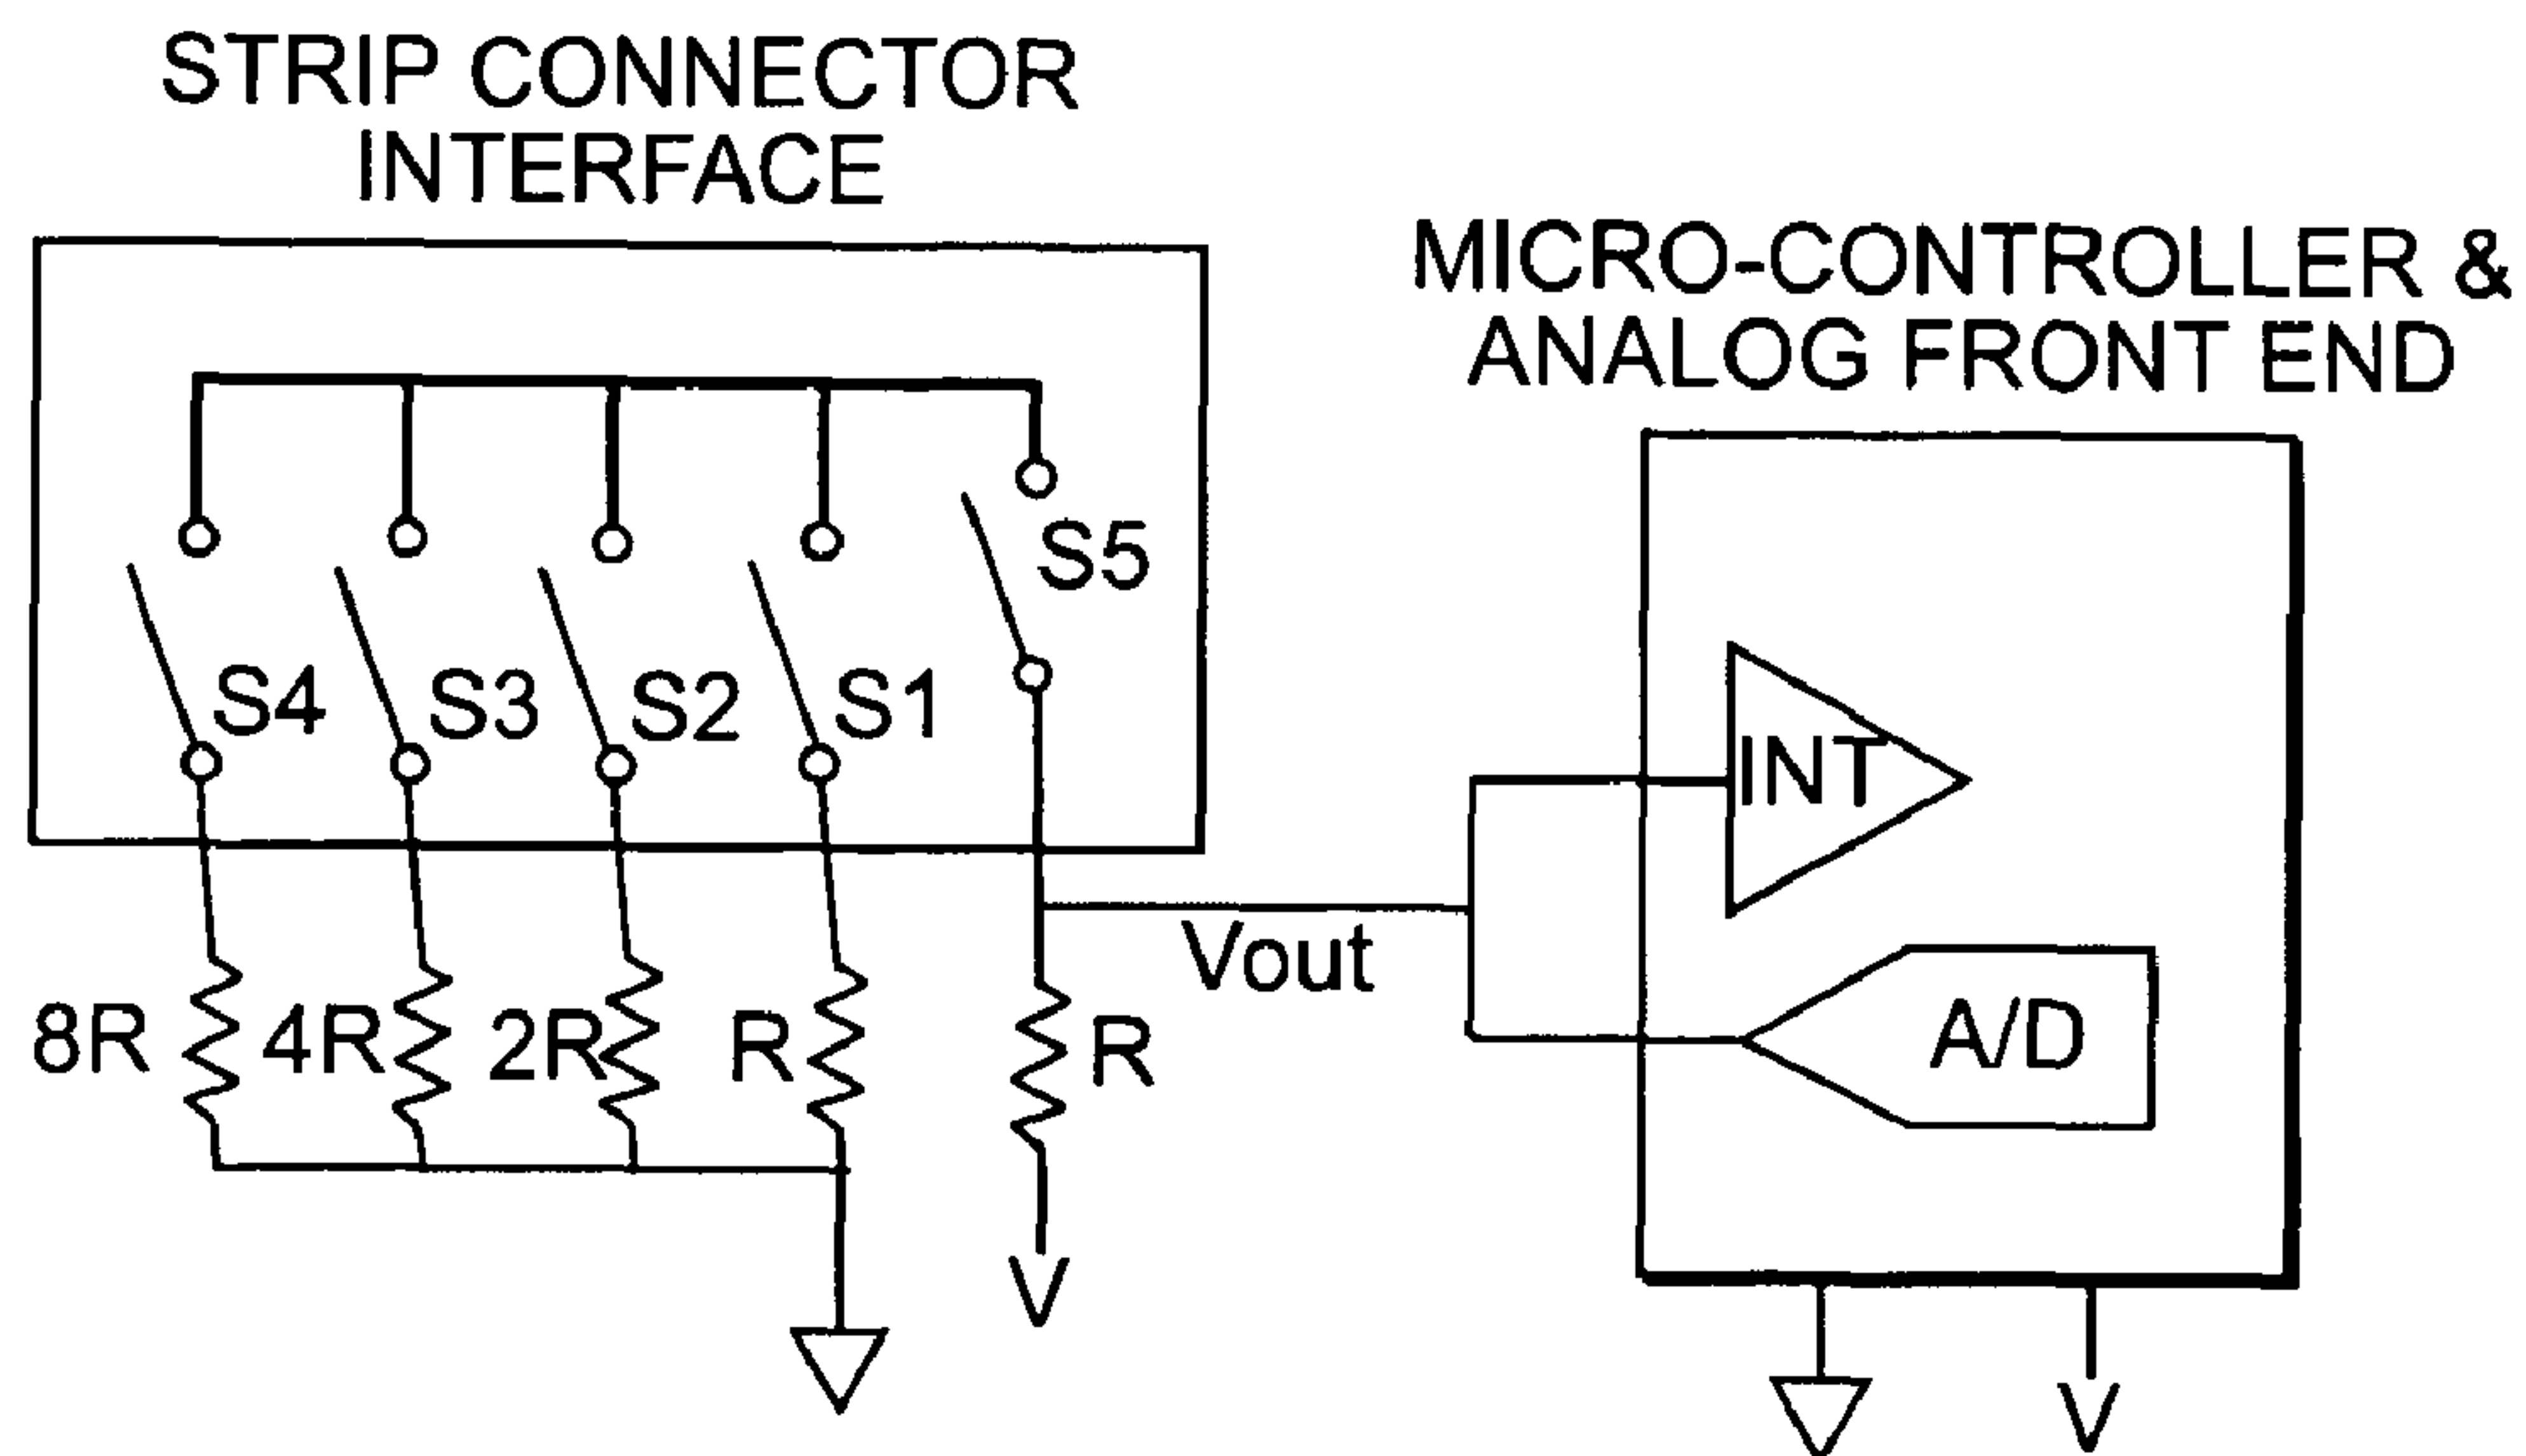 STRIP CONNECTOR
INTERFACE
MICRO-CONTROLLER &
ANALOG FRONT END
S5
S4
S3
S2
S1
INT
Vout
8R
4R
2R
R
R
A/D
V
V